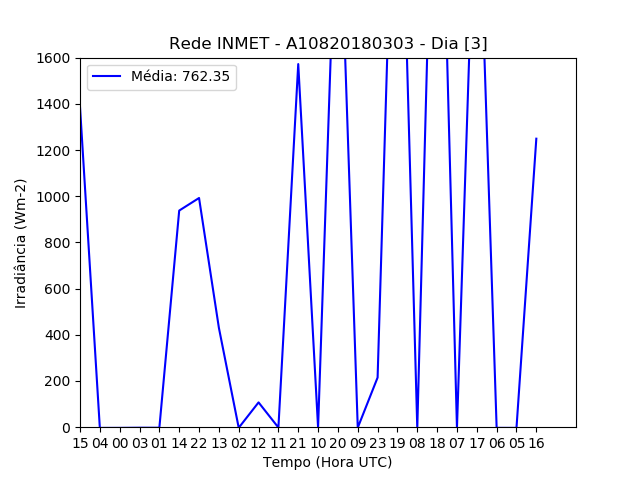 Rede INMET - A10820180303 - Dia [3]
Média: 762.35
1600
1400
1200
1000
800
600
400
200
0
Irradiância (Wm-2)
15 04 00 03 01 14 22 13 02 12 11 21 10 20 09 23 19 08 18 07 17 06 05 16
Tempo (Hora UTC)